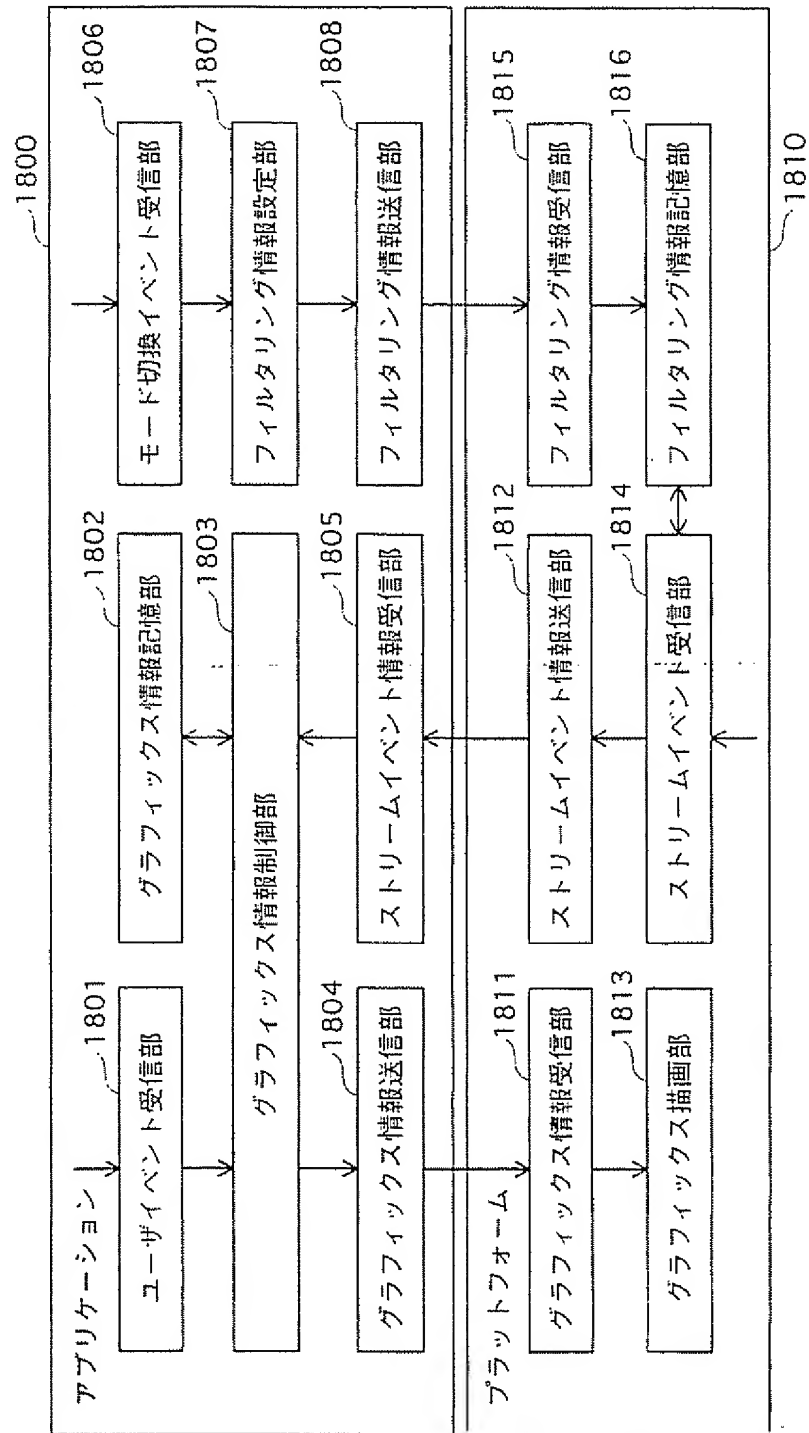 1800
アプリケーション
1801
ユーザイベント受信部
1802
グラフィックス情報記憶部
1806
モード切換イベント受信部
1803
グラフィックス情報制御部
1807
フィルタリング情報設定部
1804
グラフィックス情報送信部
1805
ストリームイベント情報受信部
1808
フィルタリング情報送信部
プラットフォーム
1811
グラフィックス情報受信部
1812
ストリームイベント情報送信部
1815
フィルタリング情報受信部
1813
グラフィックス描画部
1814
ストリームイベント受信部
1816
フィルタリング情報記憶部
1810